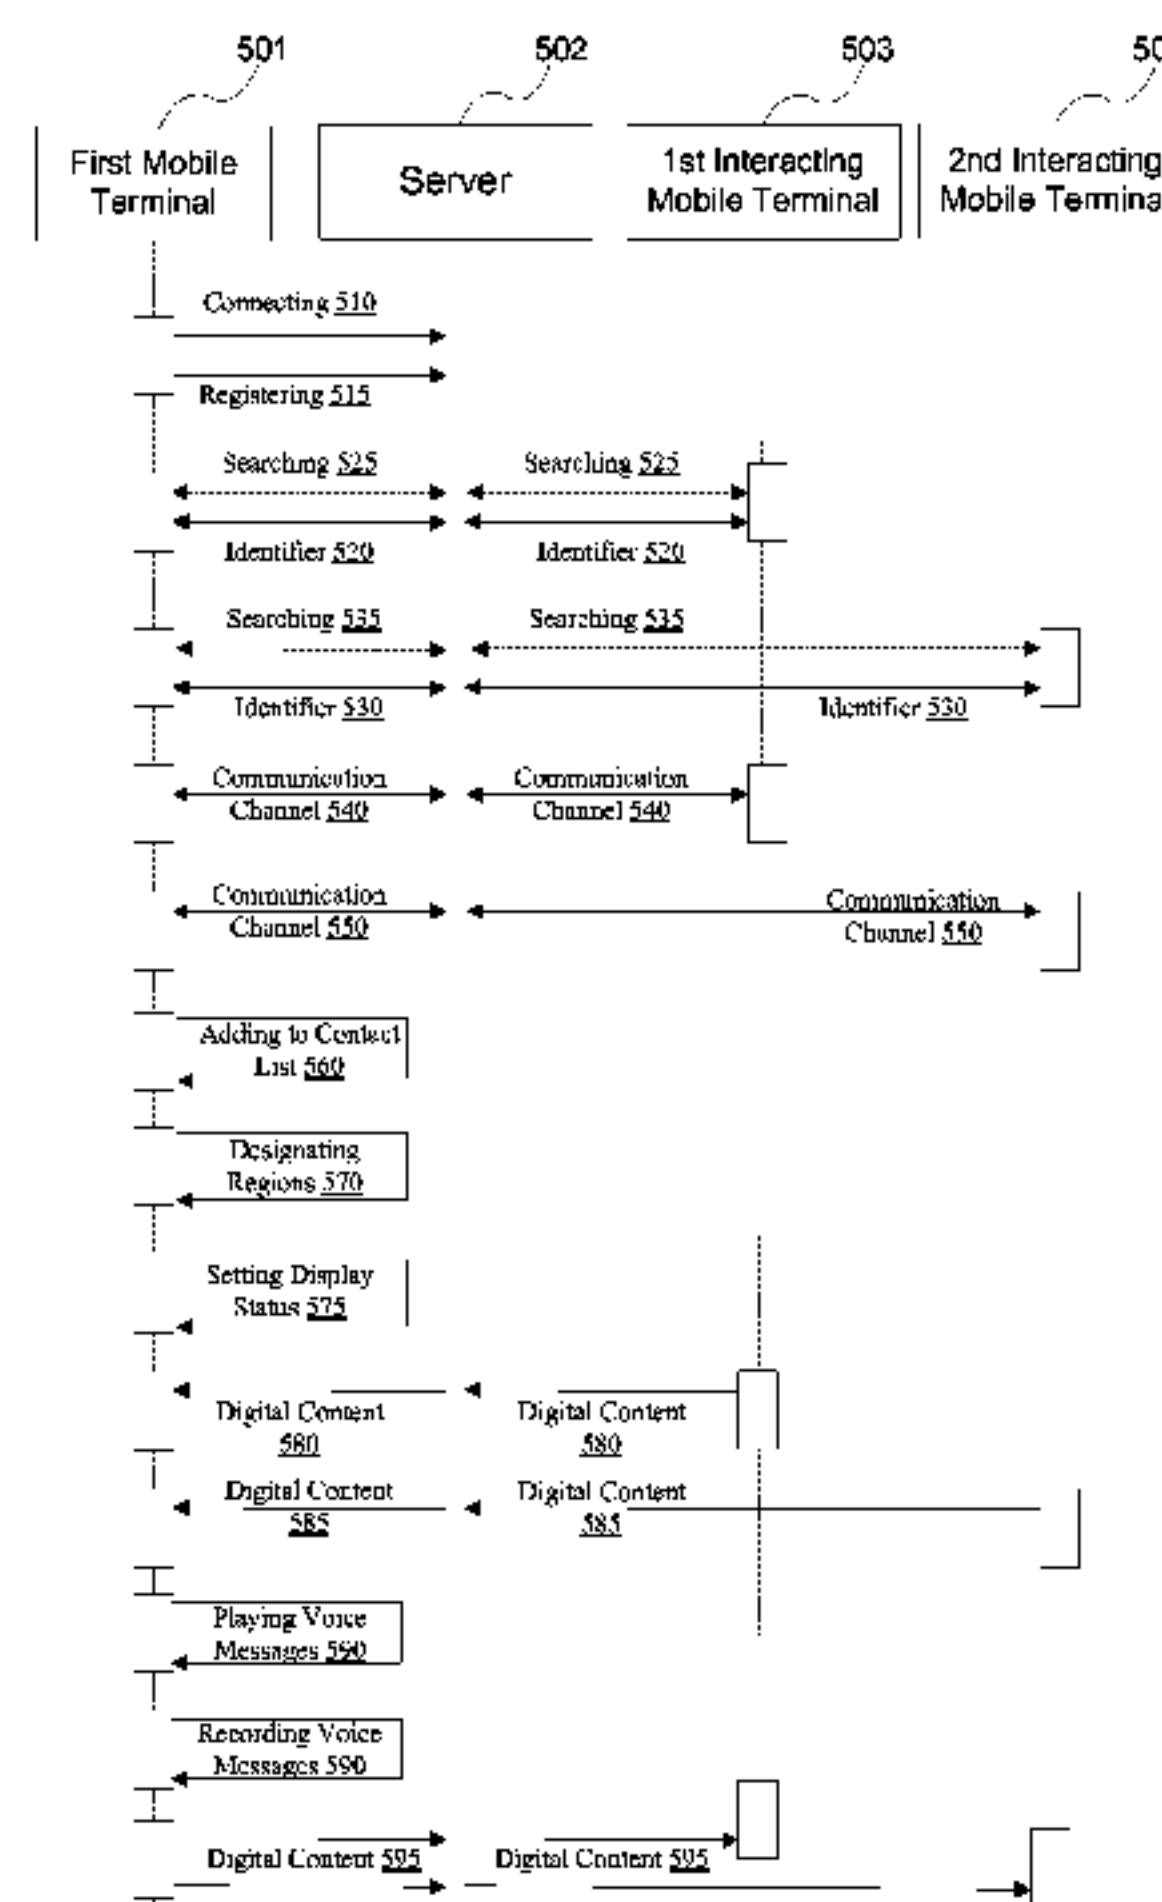 501 502 503 50
First Mobile
Terminal
Server
1st Interacting
Mobile Terminal
2nd Interacting
Mobile Termina
Connecting 510
Registering 515
Searching 525 Searching 525
Identifier 520 Identifier 520
Searching 535 Searching 535
Identifier 530 Identifier 530
Communication
Channel 540
Communication
Channel 540
Communication
Channel 550
Communication
Channel 550
Adding to Contact
List 560
Designating
Regions 570
Setting Display
Status 575
Digital Content
580
Digital Content
580
Digital Content
585
Digital Content
585
Playing Voice
Messages 590
Recording Voice
Messages 590
Digital Content 595 Digital Content 595